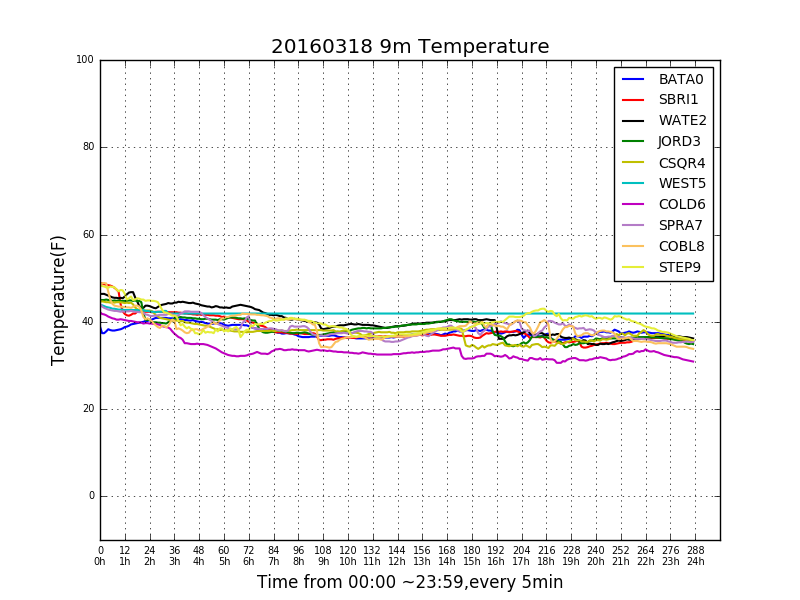 20160318 9m Temperature
100
80
60
40
20
0
Temperature(F)
BATA0
SBRI1
WATE2
JORD3
CSQR4
WEST5
COLD6
SPRA7
COBL8
STEP9
0 12 24 36 48 60 72 84 96 108 120 132 144 156 168 180 192 204 216 228 240 252 264 276 288
0h 1h 2h 3h 4h 5h 6h 7h 8h 9h 10h 11h 12h 13h 14h 15h 16h 17h 18h 19h 20h 21h 22h 23h 24h
Time from 00:00 ~23:59,every 5min